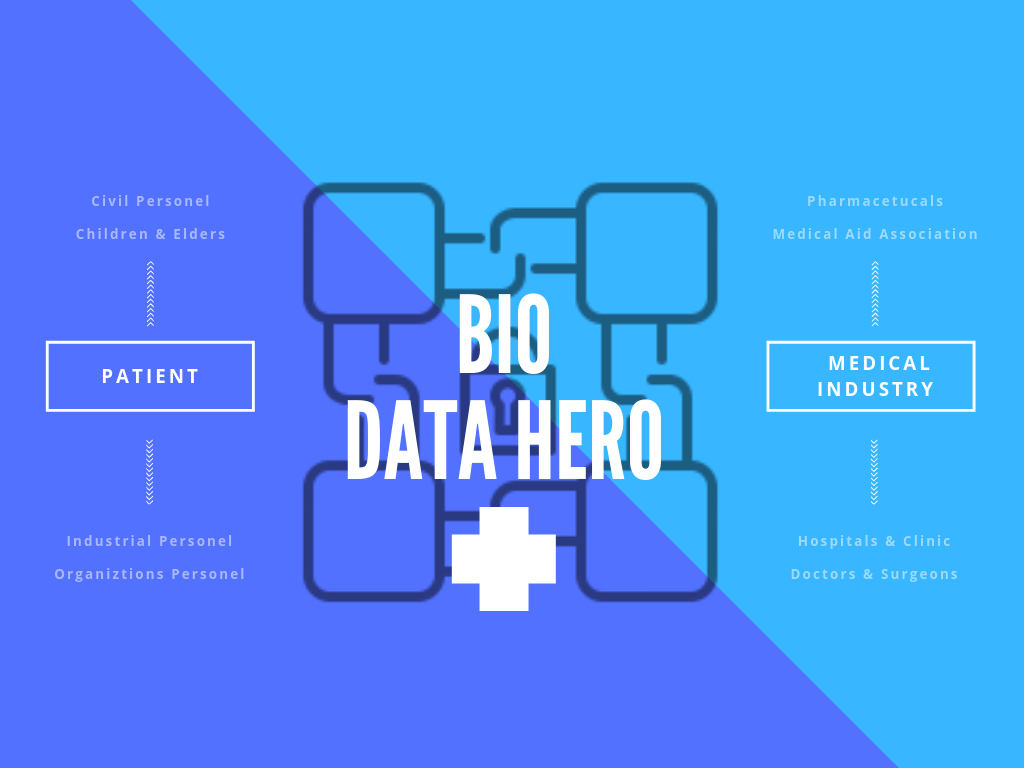 Civil Personel
Children & Elders
PATIENT
Industrial Personel
Organiztions Personel
BIO
DATA HERO
Pharmacetucals
Medical Aid Association
MEDICAL
INDUSTRY
Hospitals & Clinic
Doctors & Surgeons